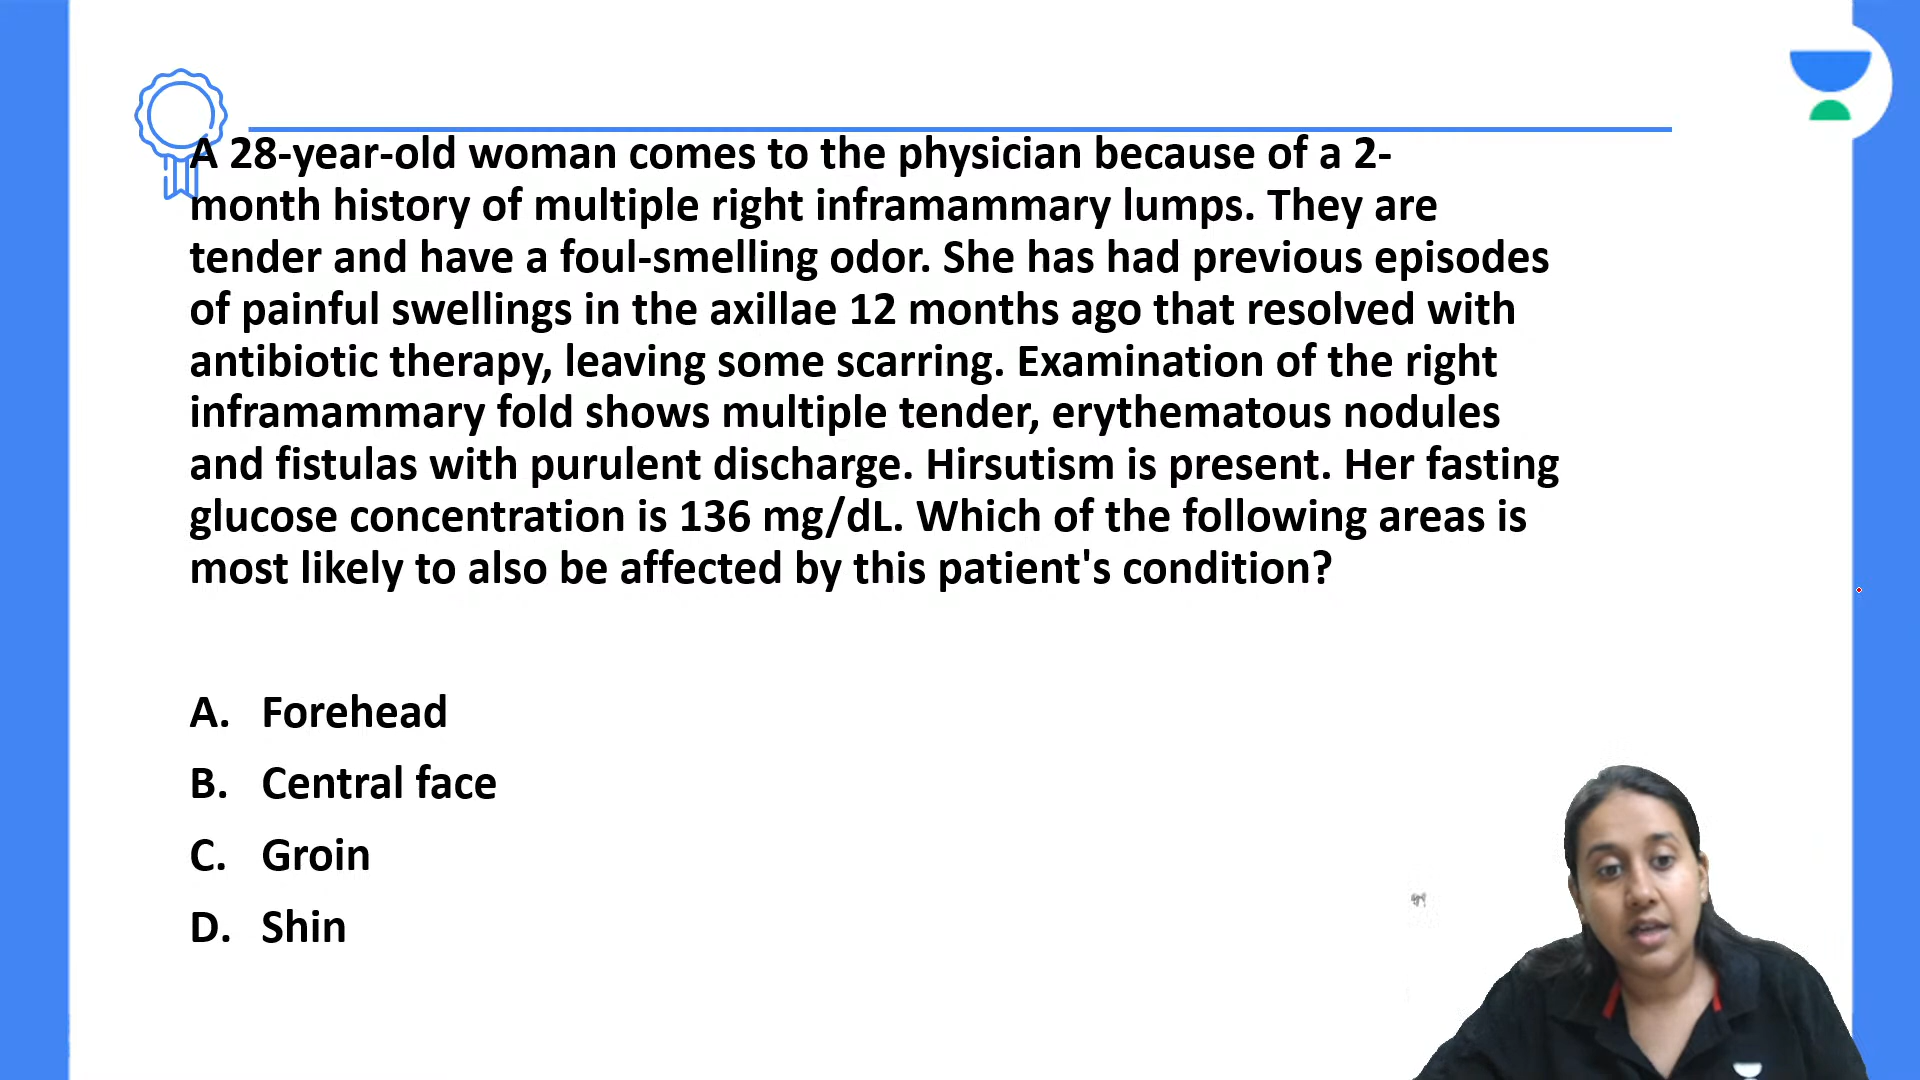 A 28-year-old woman comes to the physician because of a 2-
month history of multiple right inframammary lumps. They are
tender and have a foul-smelling odor. She has had previous episodes
of painful swellings in the axillae 12 months ago that resolved with
antibiotic therapy, leaving some scarring. Examination of the right
inframammary fold shows multiple tender, erythematous nodules
and fistulas with purulent discharge. Hirsutism is present. Her fasting
glucose concentration is 136 mg/dL. Which of the following areas is
most likely to also be affected by this patient's condition?
A. Forehead
B. Central face
C. Groin
D. Shin